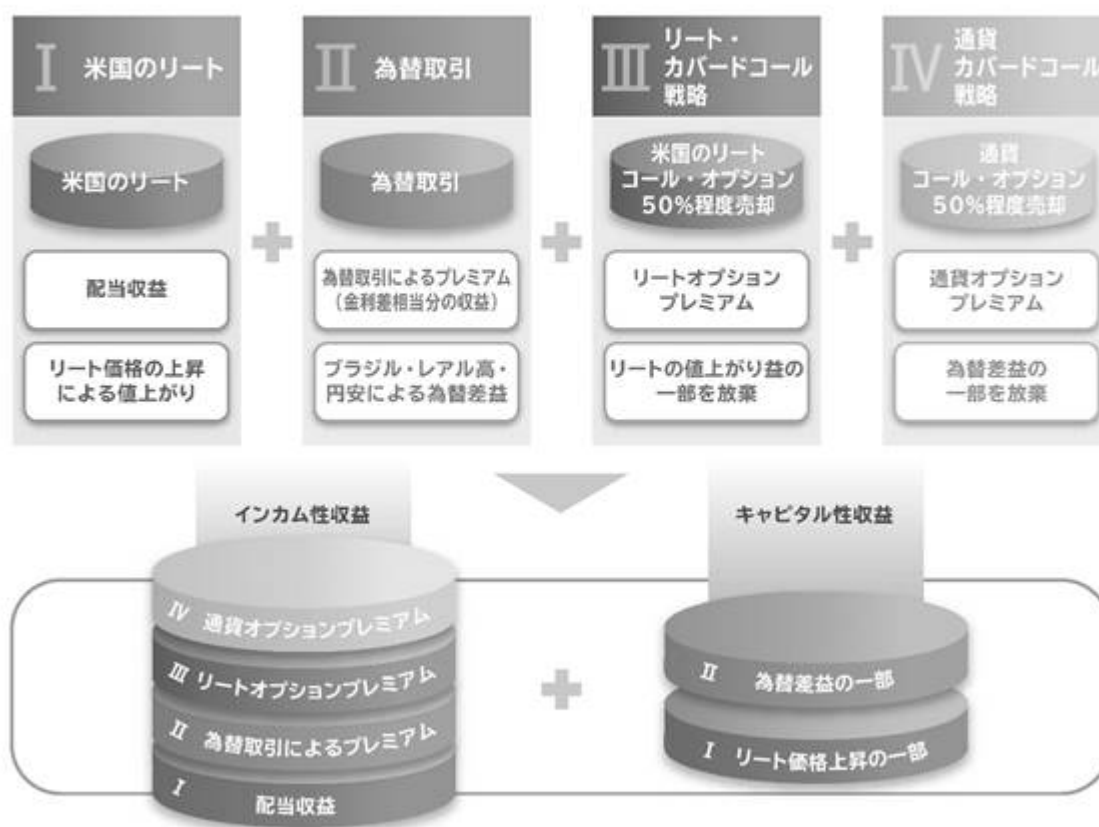 I 米国のリート
II 為替取引
III リート・
カバードコール
戦略
IV 通貨
カバードコール
戦略
米国のリート
為替取引
米国のリート
コール・オプション
50%程度売却
通貨
コール・オプション
50%程度売却
配当収益
為替取引によるプレミアム
（金利差相当分の収益）
リートオプション
プレミアム
通貨オプション
プレミアム
リート価格の上昇
による値上がり
ブラジル・レアル高・
円安による為替差益
リートの値上がり益の
一部を放棄
為替差益の
一部を放棄
インカム性収益
キャピタル性収益
IV 通貨オプションプレミアム
III リートオプションプレミアム
II 為替取引によるプレミアム
I 配当収益
II 為替差益の一部
I リート価格上昇の一部